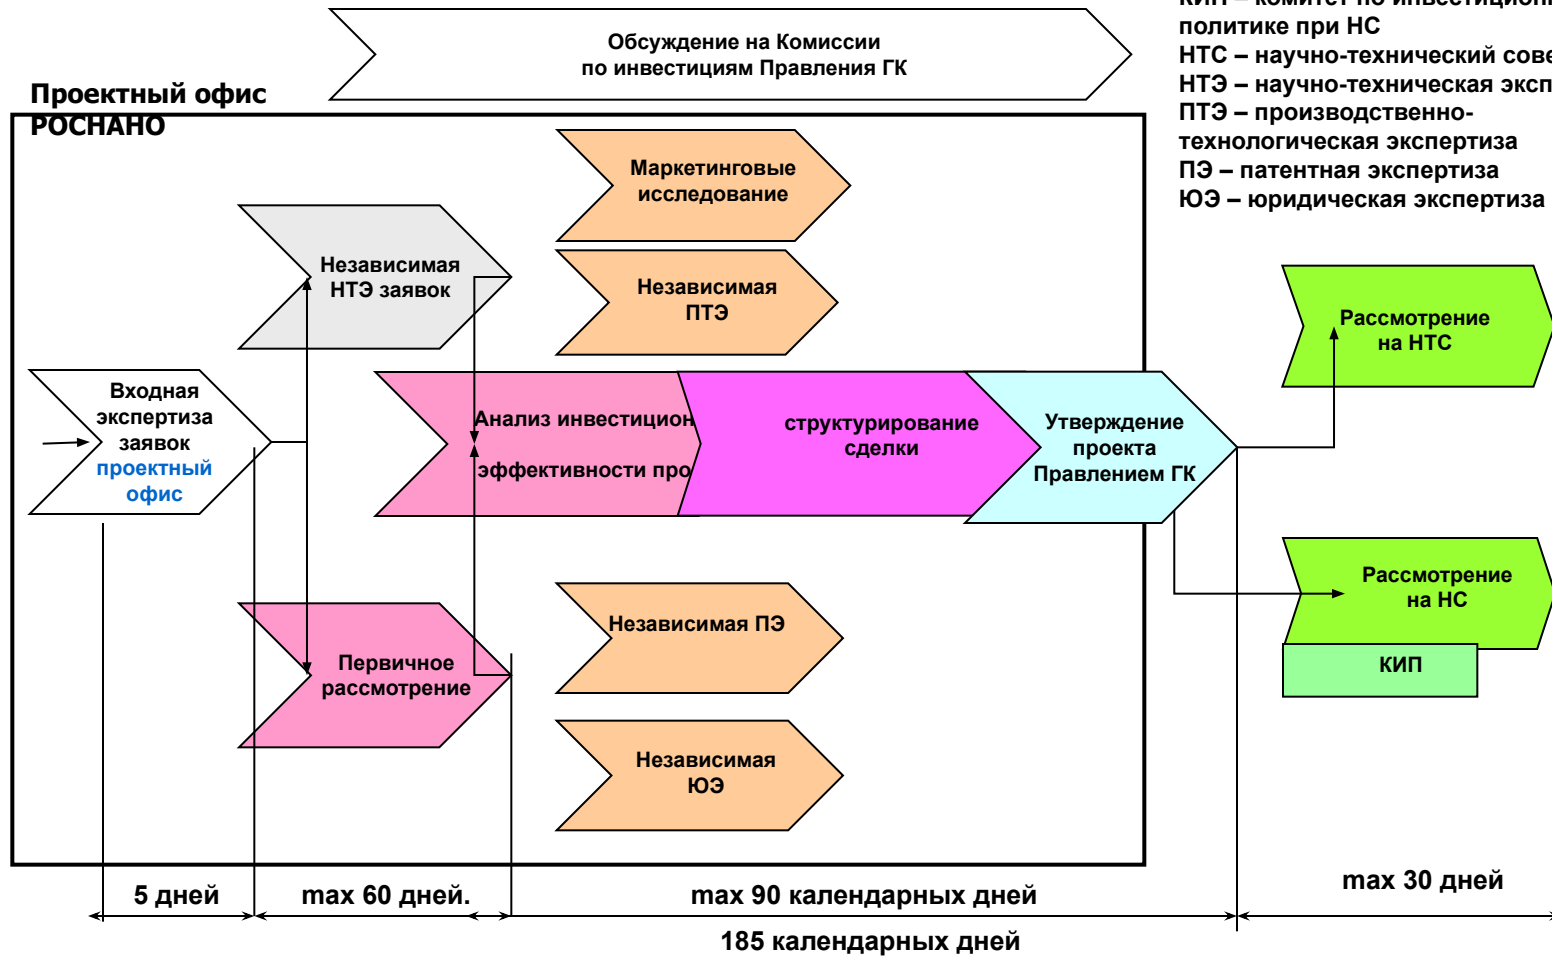 КИП – комитет по инвестиционн
политике при НС
НТС – научно-технический сове
НТЭ – научно-техническая эксп
ПТЭ – производственно-
технологическая экспертиза
ПЭ – патентная экспертиза
ЮЭ – юридическая экспертиза
Обсуждение на Комиссии
по инвестициям Правления ГК
Проектный офис
РОСНАНО
Маркетинговые
исследование
Независимая
НТЭ заявок
Независимая
ПТЭ
Рассмотрение
на НТС
Входная
экспертиза
заявок
проектный
офис
Анализ инвестицион
эффективности про
структурирование
сделки
Утверждение
проекта
Правлением ГК
Рассмотрение
на НС
КИП
Независимая ПЭ
Первичное
рассмотрение
Независимая
ЮЭ
5 дней
max 60 дней.
max 90 календарных дней
max 30 дней
185 календарных дней